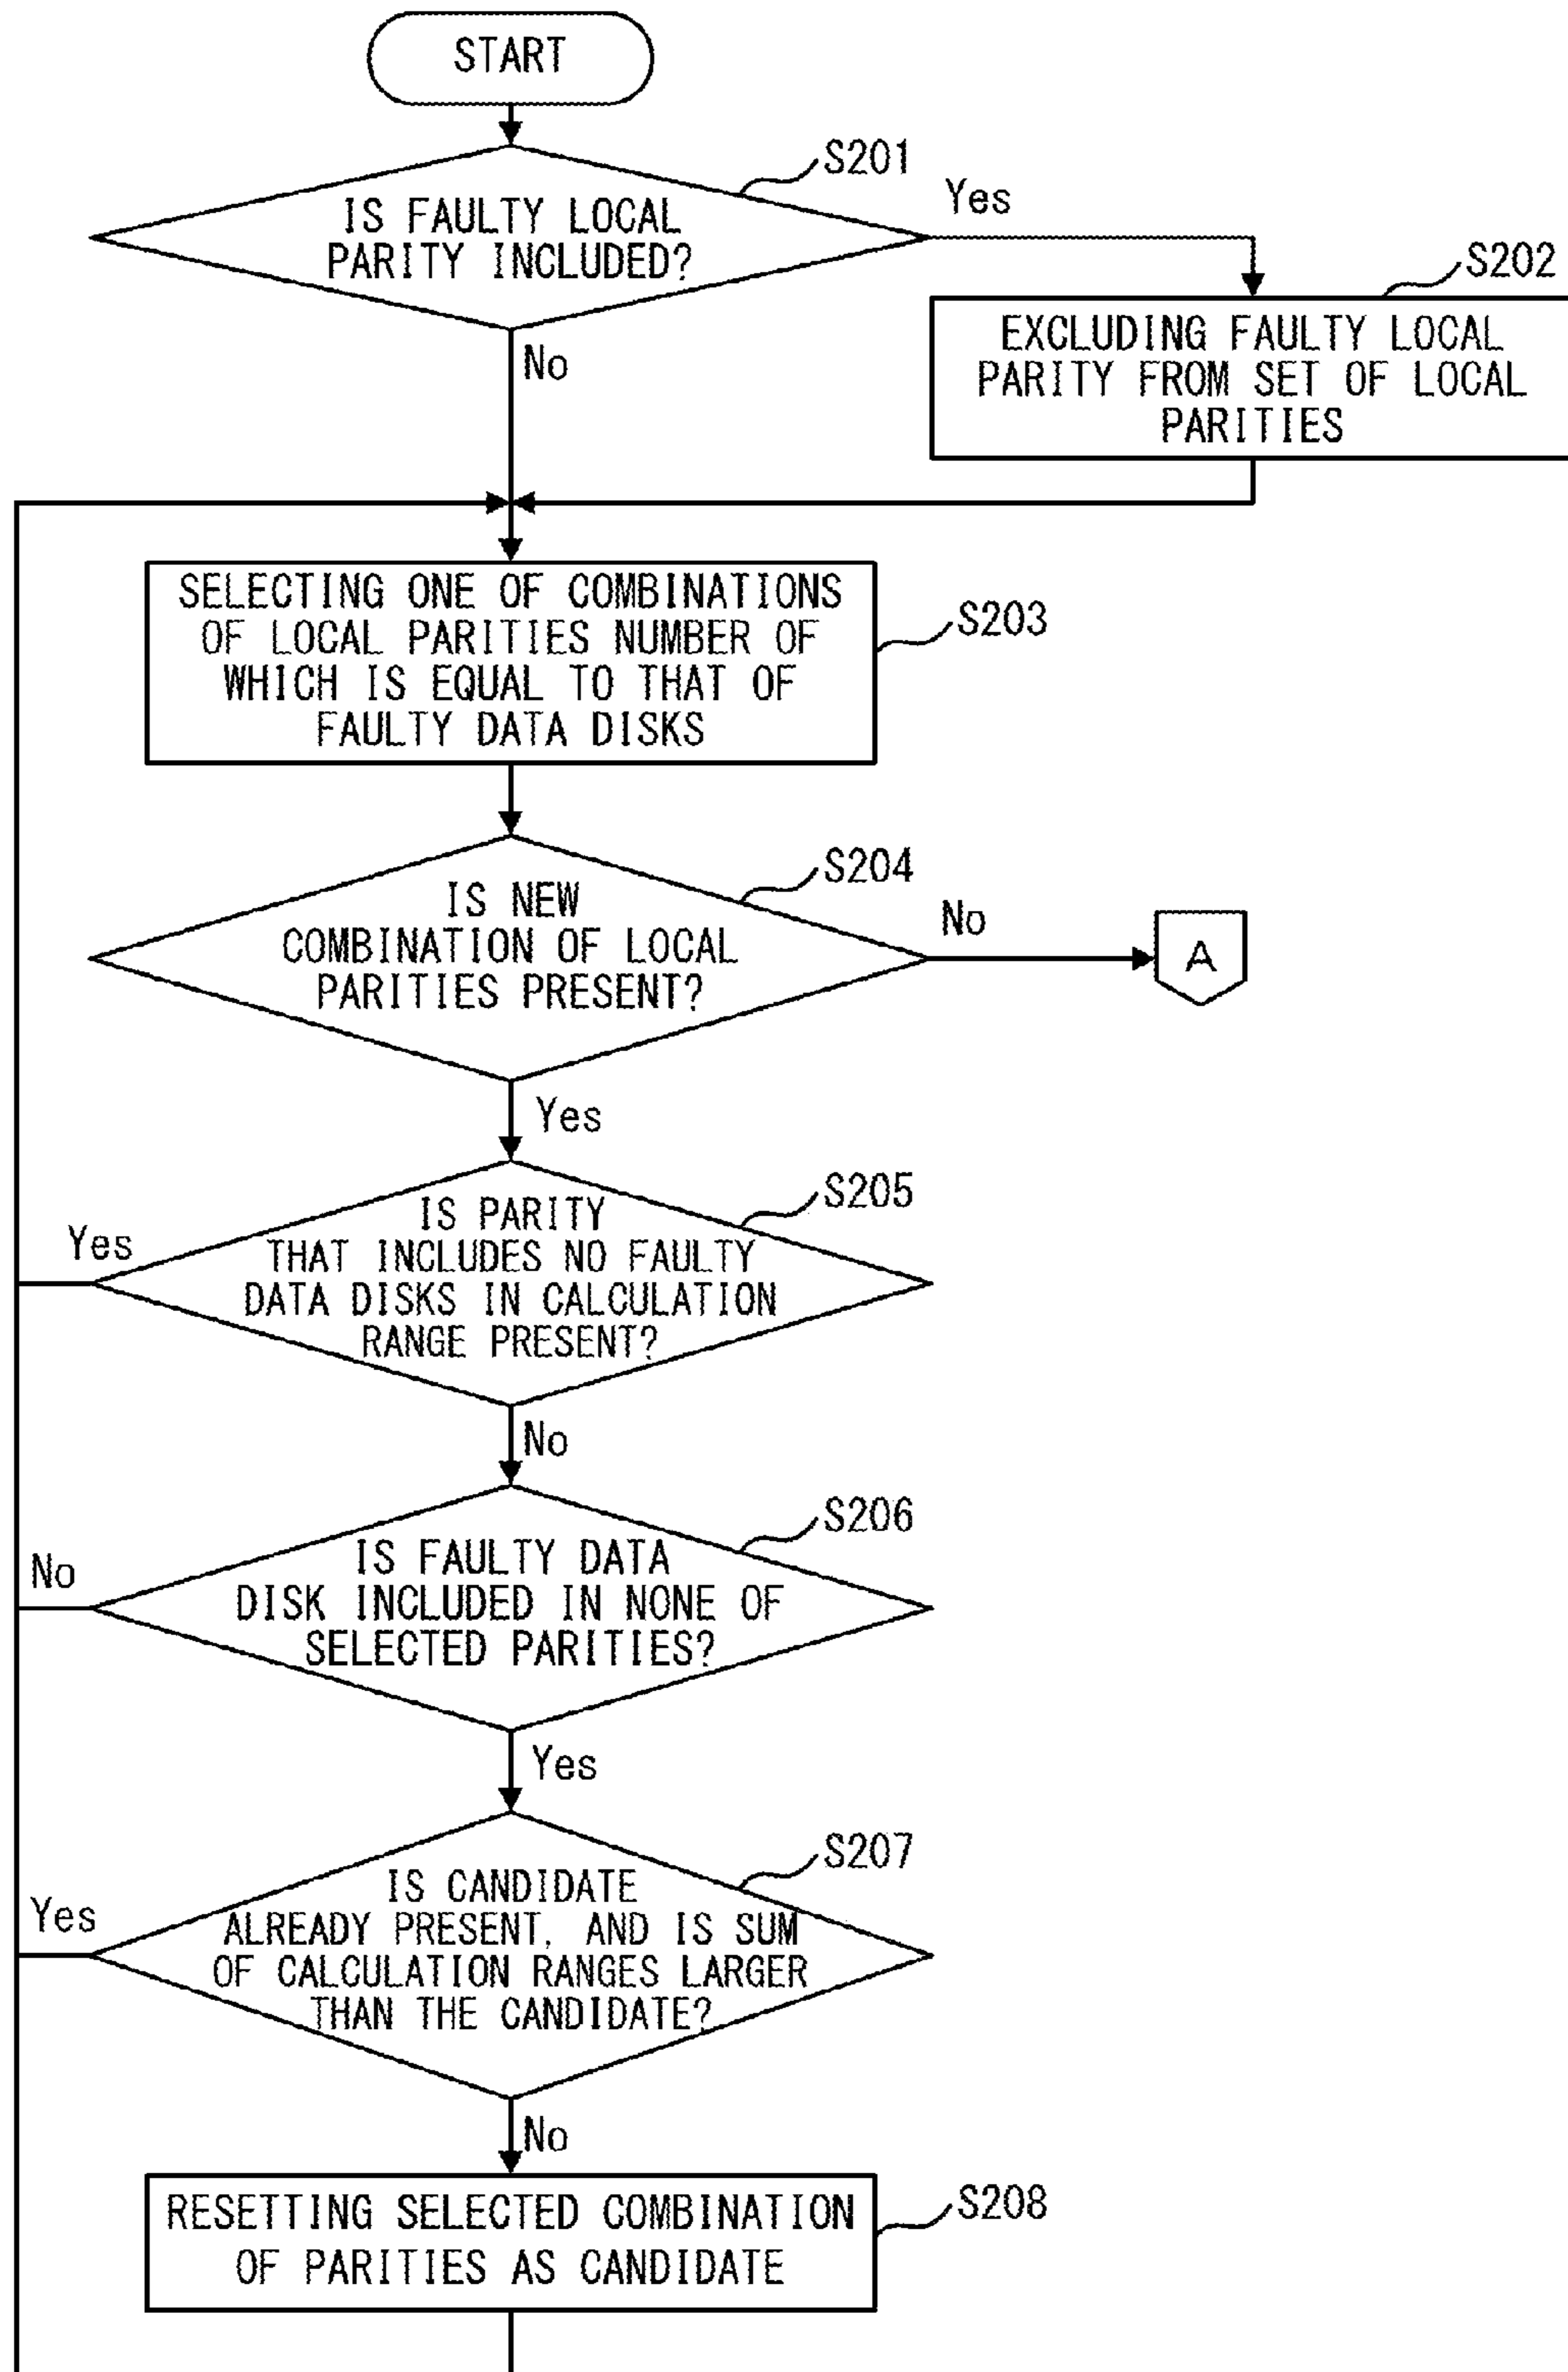 START
S201
IS FAULTY LOCAL
PARITY INCLUDED?
Yes
No
S202
EXCLUDING FAULTY LOCAL
PARITY FROM SET OF LOCAL
PARITIES
SELECTING ONE OF COMBINATIONS
OF LOCAL PARITIES NUMBER OF
WHICH IS EQUAL TO THAT OF
FAULTY DATA DISKS
S203
S204
IS NEW
COMBINATION OF LOCAL
PARITIES PRESENT?
No
A
Yes
S205
IS PARITY
THAT INCLUDES NO FAULTY
DATA DISKS IN CALCULATION
RANGE PRESENT?
Yes
No
S206
IS FAULTY DATA
DISK INCLUDED IN NONE OF
SELECTED PARITIES?
No
Yes
S207
IS CANDIDATE
ALREADY PRESENT, AND IS SUM
OF CALCULATION RANGES LARGER
THAN THE CANDIDATE?
Yes
No
RESETTING SELECTED COMBINATION
OF PARITIES AS CANDIDATE
S208